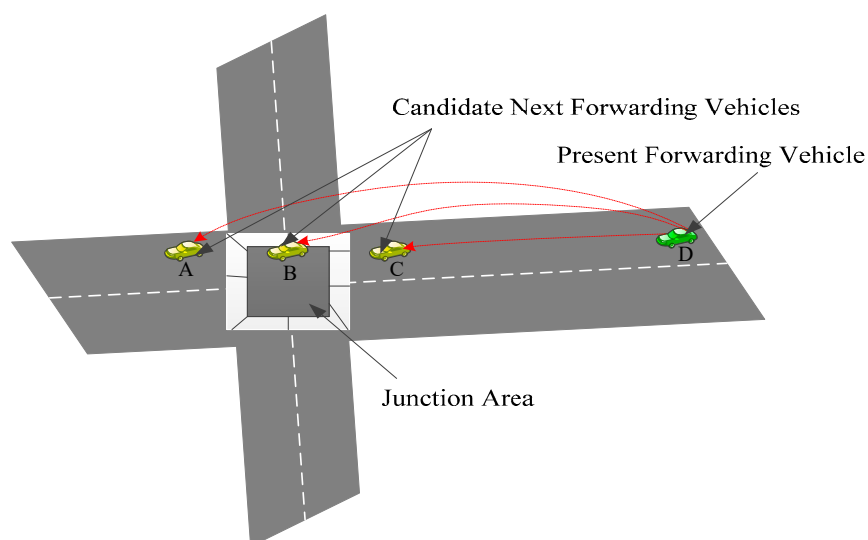 Candidate Next Forwarding Vehicles
Present Forwarding Vehicle
A
B
C
D
Junction Area